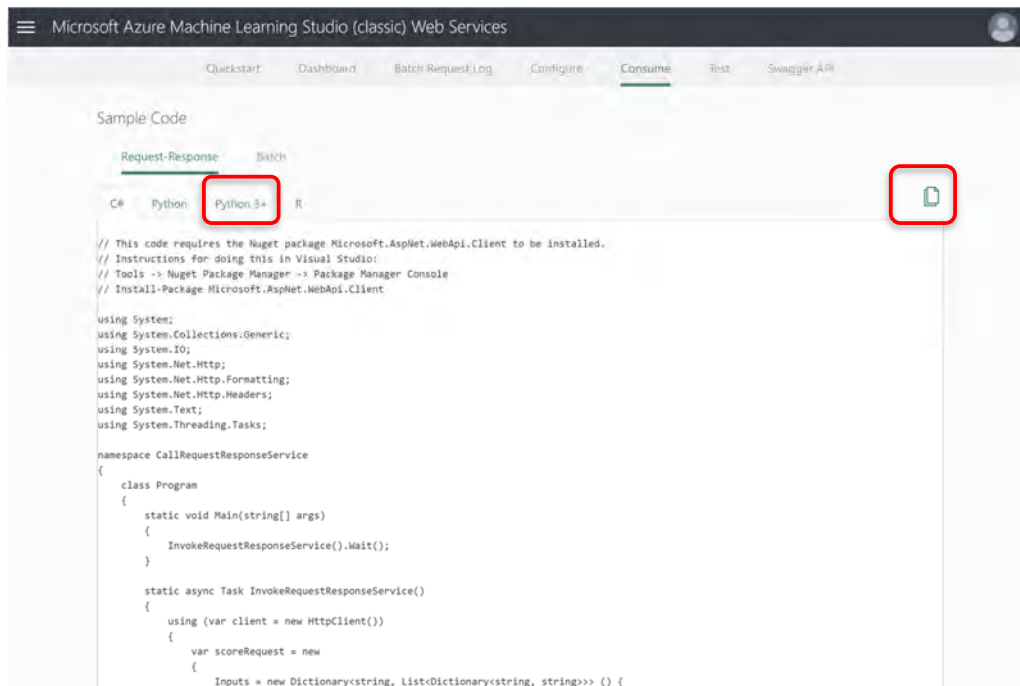 Microsoft Azure Machine Learning Studio (classic) Web Services
Quickstart Dashboard Batch Request Log Configure Consume Test Swagger API
Sample Code
Request-Response Batch
C# Python Python 3+ R
// This code requires the Nuget package Microsoft.AspNet.WebApi.Client to be installed.
// Instructions for doing this in Visual Studio:
// Tools -> Nuget Package Manager -> Package Manager Console
// Install-Package Microsoft.AspNet.WebApi.Client
using System;
using System.Collections.Generic;
using System.IO;
using System.Net.Http;
using System.Net.Http.Formatting;
using System.Net.Http.Headers;
using System.Text;
using System.Threading.Tasks;
namespace CallRequestResponseService
{
class Program
{
static void Main(string[] args)
{
InvokeRequestResponseService().Wait();
}
static async Task InvokeRequestResponseService()
{
using (var client = new HttpClient())
{
var scoreRequest = new
{
Inputs = new Dictionary<string, List<Dictionary<string, string>>> () {